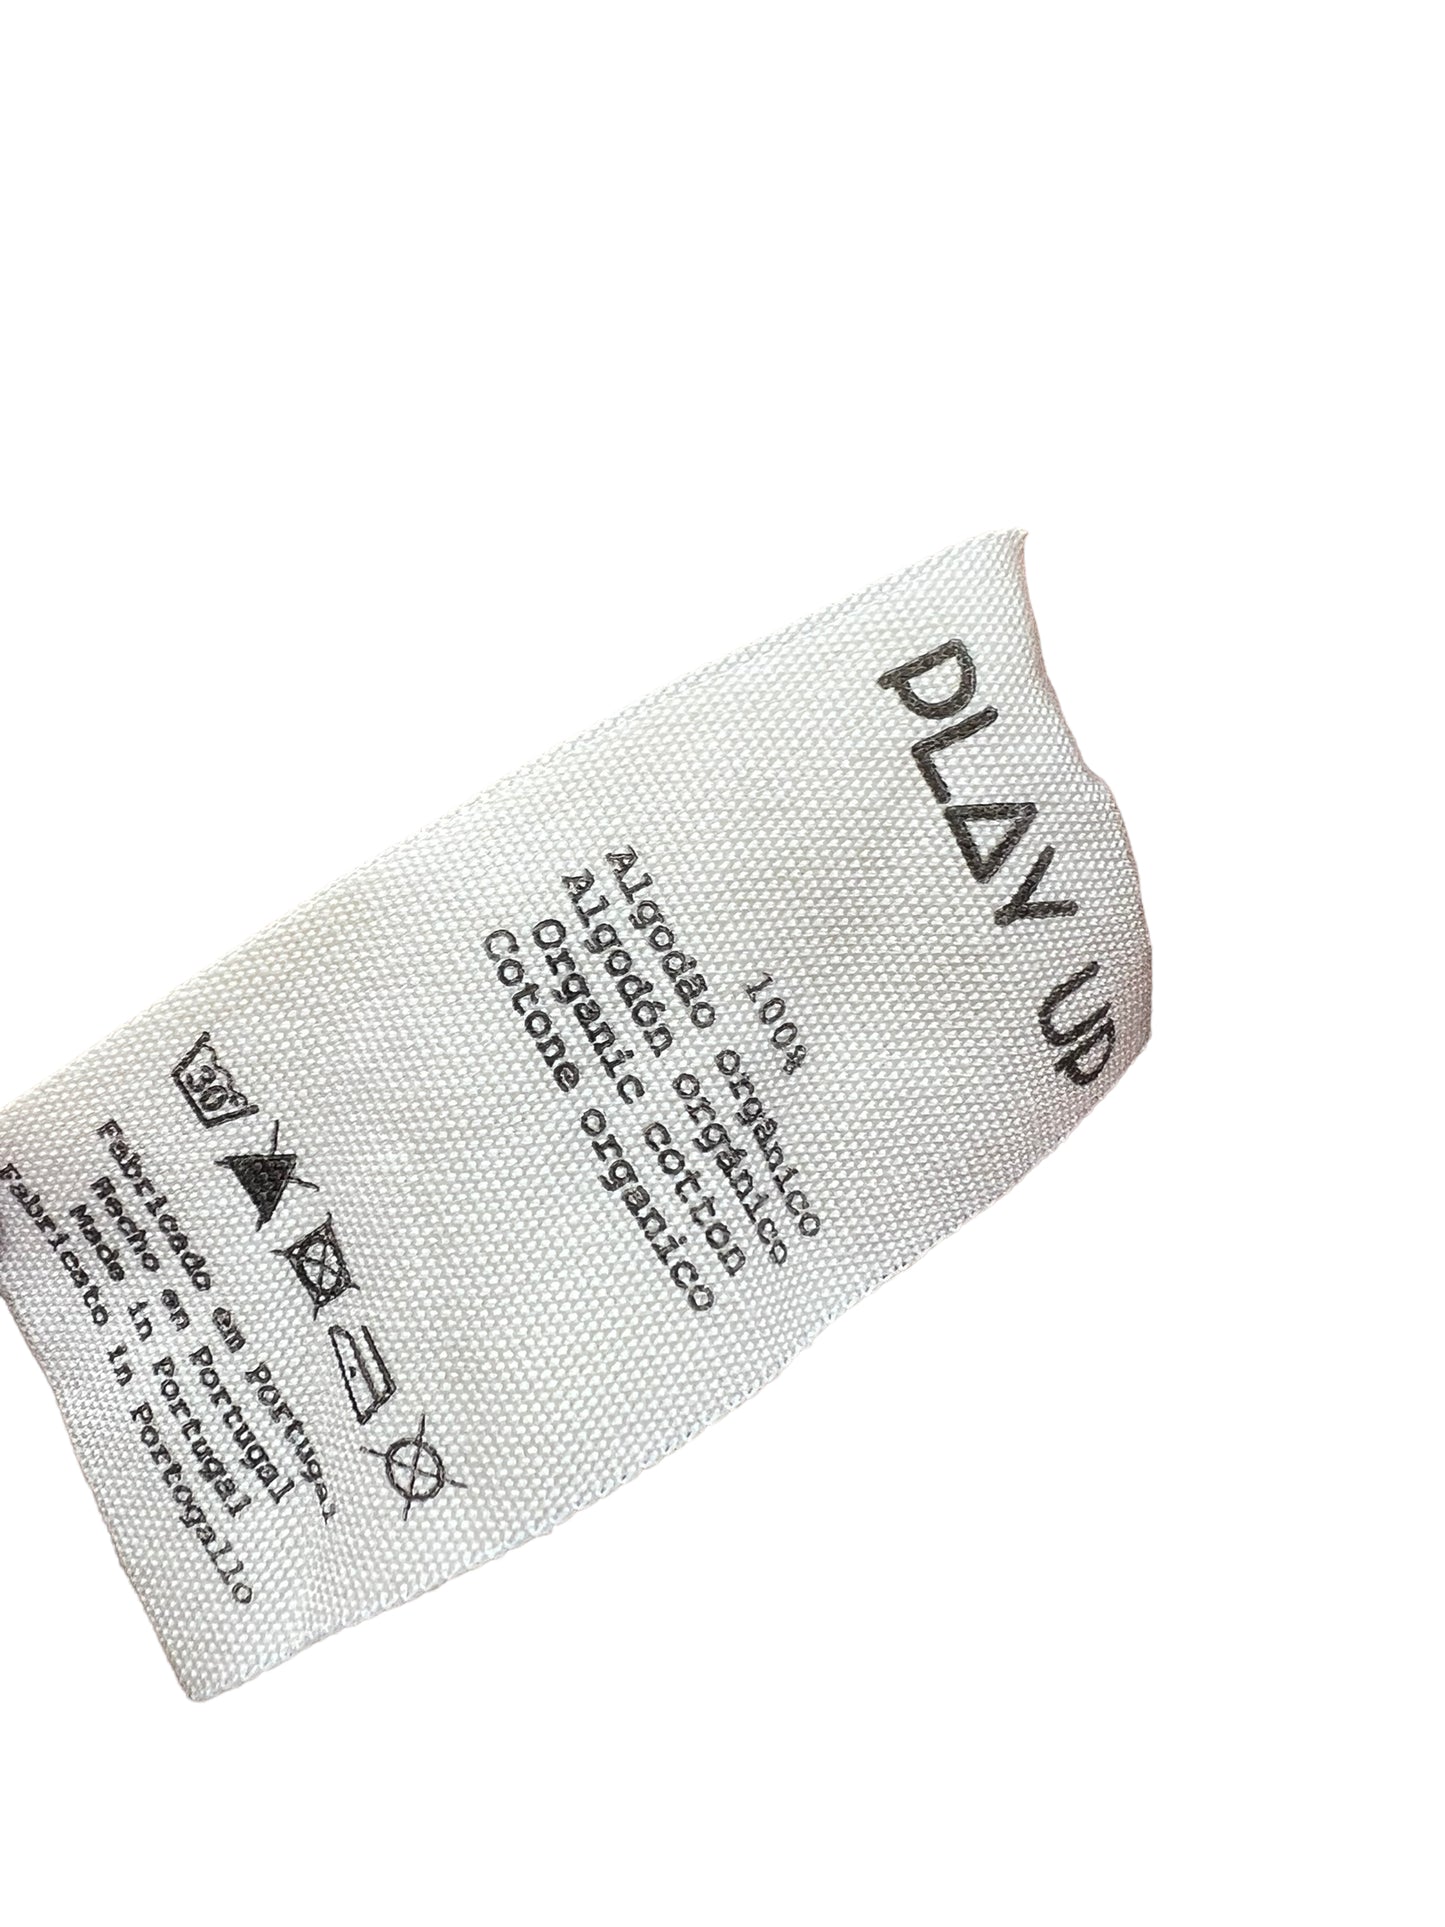 PLAY UP
100%
Algodão orgânico
Algodón orgánico
Organic cotton
Cotone organico
30°
Fabricado em Portugal
Hecho en Portugal
Made in Portugal
Fabricato in Portogallo